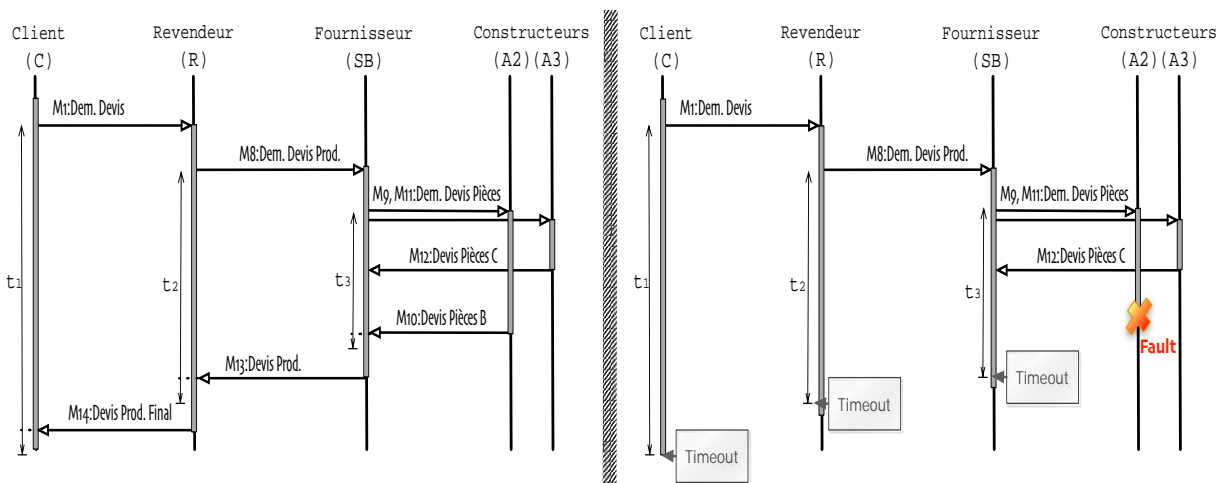 Client Revendeur Fournisseur Constructeurs
(C) (R) (SB) (A2)(A3)
M1:Dem. Devis
M8:Dem. Devis Prod.
M9, M11:Dem. Devis Pièces
M12:Devis Pièces C
t1
t2
t3
M10:Devis Pièces B
M13:Devis Prod.
M14:Devis Prod. Final
Client Revendeur Fournisseur Constructeurs
(C) (R) (SB) (A2)(A3)
M1:Dem. Devis
M8:Dem. Devis Prod.
M9, M11:Dem. Devis Pièces
M12:Devis Pièces C
t1
t2
t3
Fault
Timeout
Timeout
Timeout